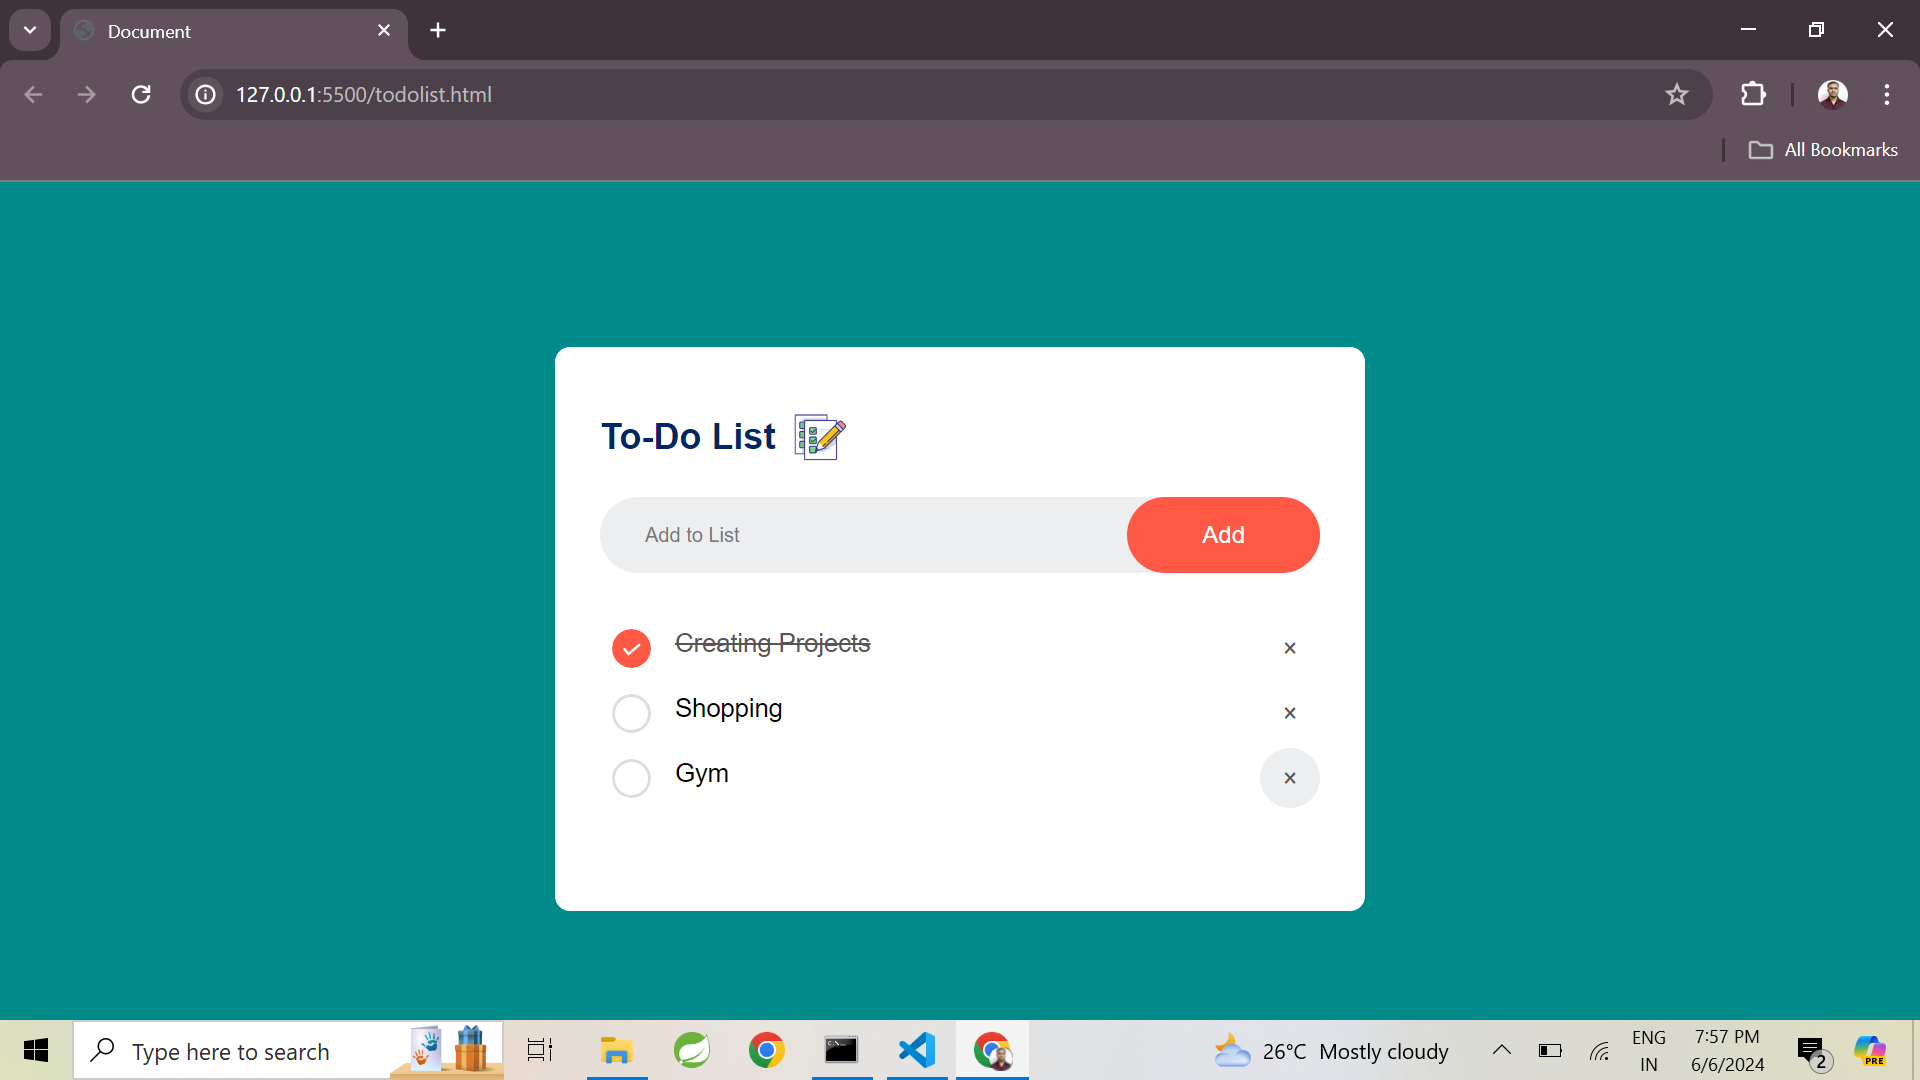 Document
127.0.0.1:5500/todolist.html
All Bookmarks
To-Do List
Add to List
Add
Creating Projects
Shopping
Gym
Type here to search
26°C Mostly cloudy
ENG
IN
7:57 PM
6/6/2024
2
PRE